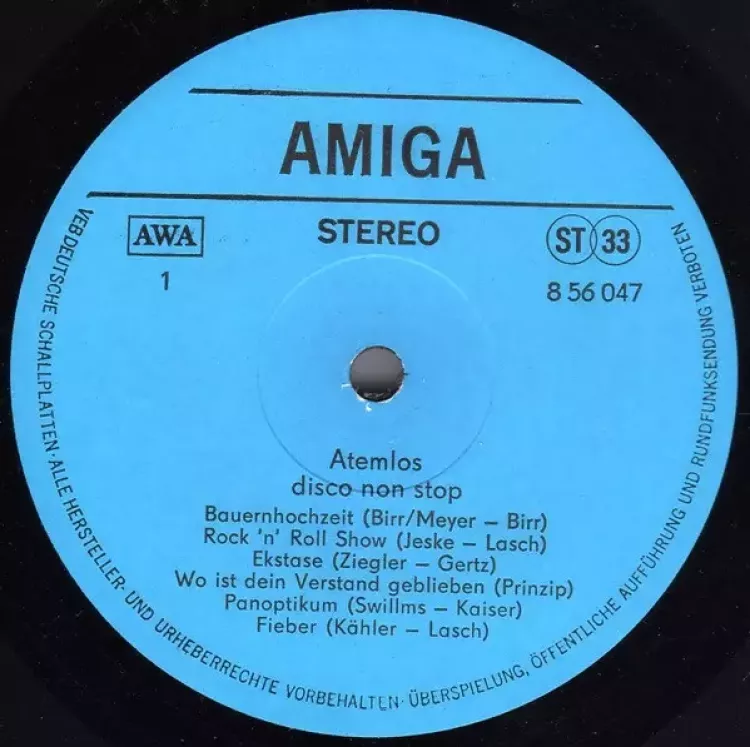 AMIGA
AWA
STEREO
ST 33
1
8 56 047
Atemlos
disco non stop
Bauernhochzeit (Birr/Meyer – Birr)
Rock 'n' Roll Show (Jeske – Lasch)
Ekstase (Ziegler – Gertz)
Wo ist dein Verstand geblieben (Prinzip)
Panoptikum (Swillms – Kaiser)
Fieber (Kähler – Lasch)
VEB DEUTSCHE SCHALLPLATTEN · ALLE HERSTELLER- UND URHEBERRECHTE VORBEHALTEN · ÜBERSPIELUNG, ÖFFENTLICHE AUFFÜHRUNG UND RUNDFUNKSENDUNG VERBOTEN